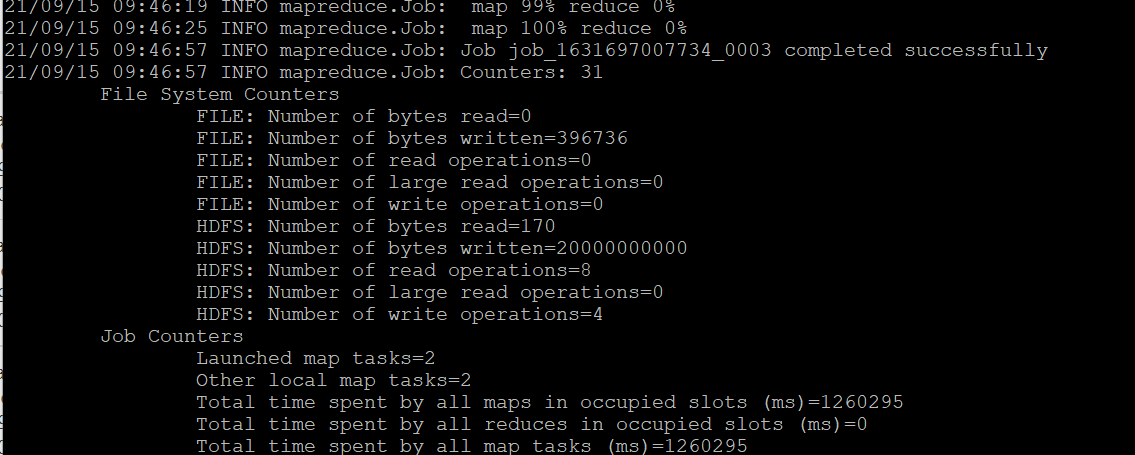 21/09/15 09:46:19 INFO mapreduce.Job:  map 99% reduce 0%
21/09/15 09:46:25 INFO mapreduce.Job:  map 100% reduce 0%
21/09/15 09:46:57 INFO mapreduce.Job: Job job_1631697007734_0003 completed successfully
21/09/15 09:46:57 INFO mapreduce.Job: Counters: 31
File System Counters
FILE: Number of bytes read=0
FILE: Number of bytes written=396736
FILE: Number of read operations=0
FILE: Number of large read operations=0
FILE: Number of write operations=0
HDFS: Number of bytes read=170
HDFS: Number of bytes written=20000000000
HDFS: Number of read operations=8
HDFS: Number of large read operations=0
HDFS: Number of write operations=4
Job Counters
Launched map tasks=2
Other local map tasks=2
Total time spent by all maps in occupied slots (ms)=1260295
Total time spent by all reduces in occupied slots (ms)=0
Total time spent by all map tasks (ms)=1260295